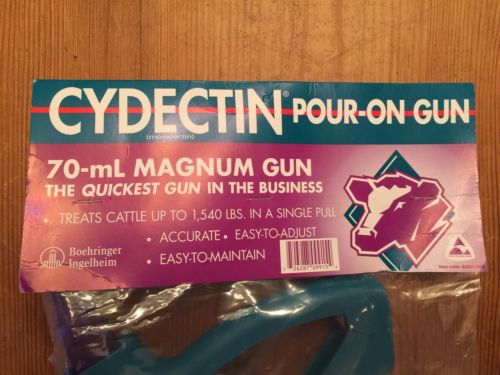 CYDECTIN® POUR-ON GUN
(moxidectin)
70-mL MAGNUM GUN
THE QUICKEST GUN IN THE BUSINESS
• TREATS CATTLE UP TO 1,540 LBS. IN A SINGLE PULL
• ACCURATE • EASY-TO-ADJUST
• EASY-TO-MAINTAIN
Boehringer
Ingelheim